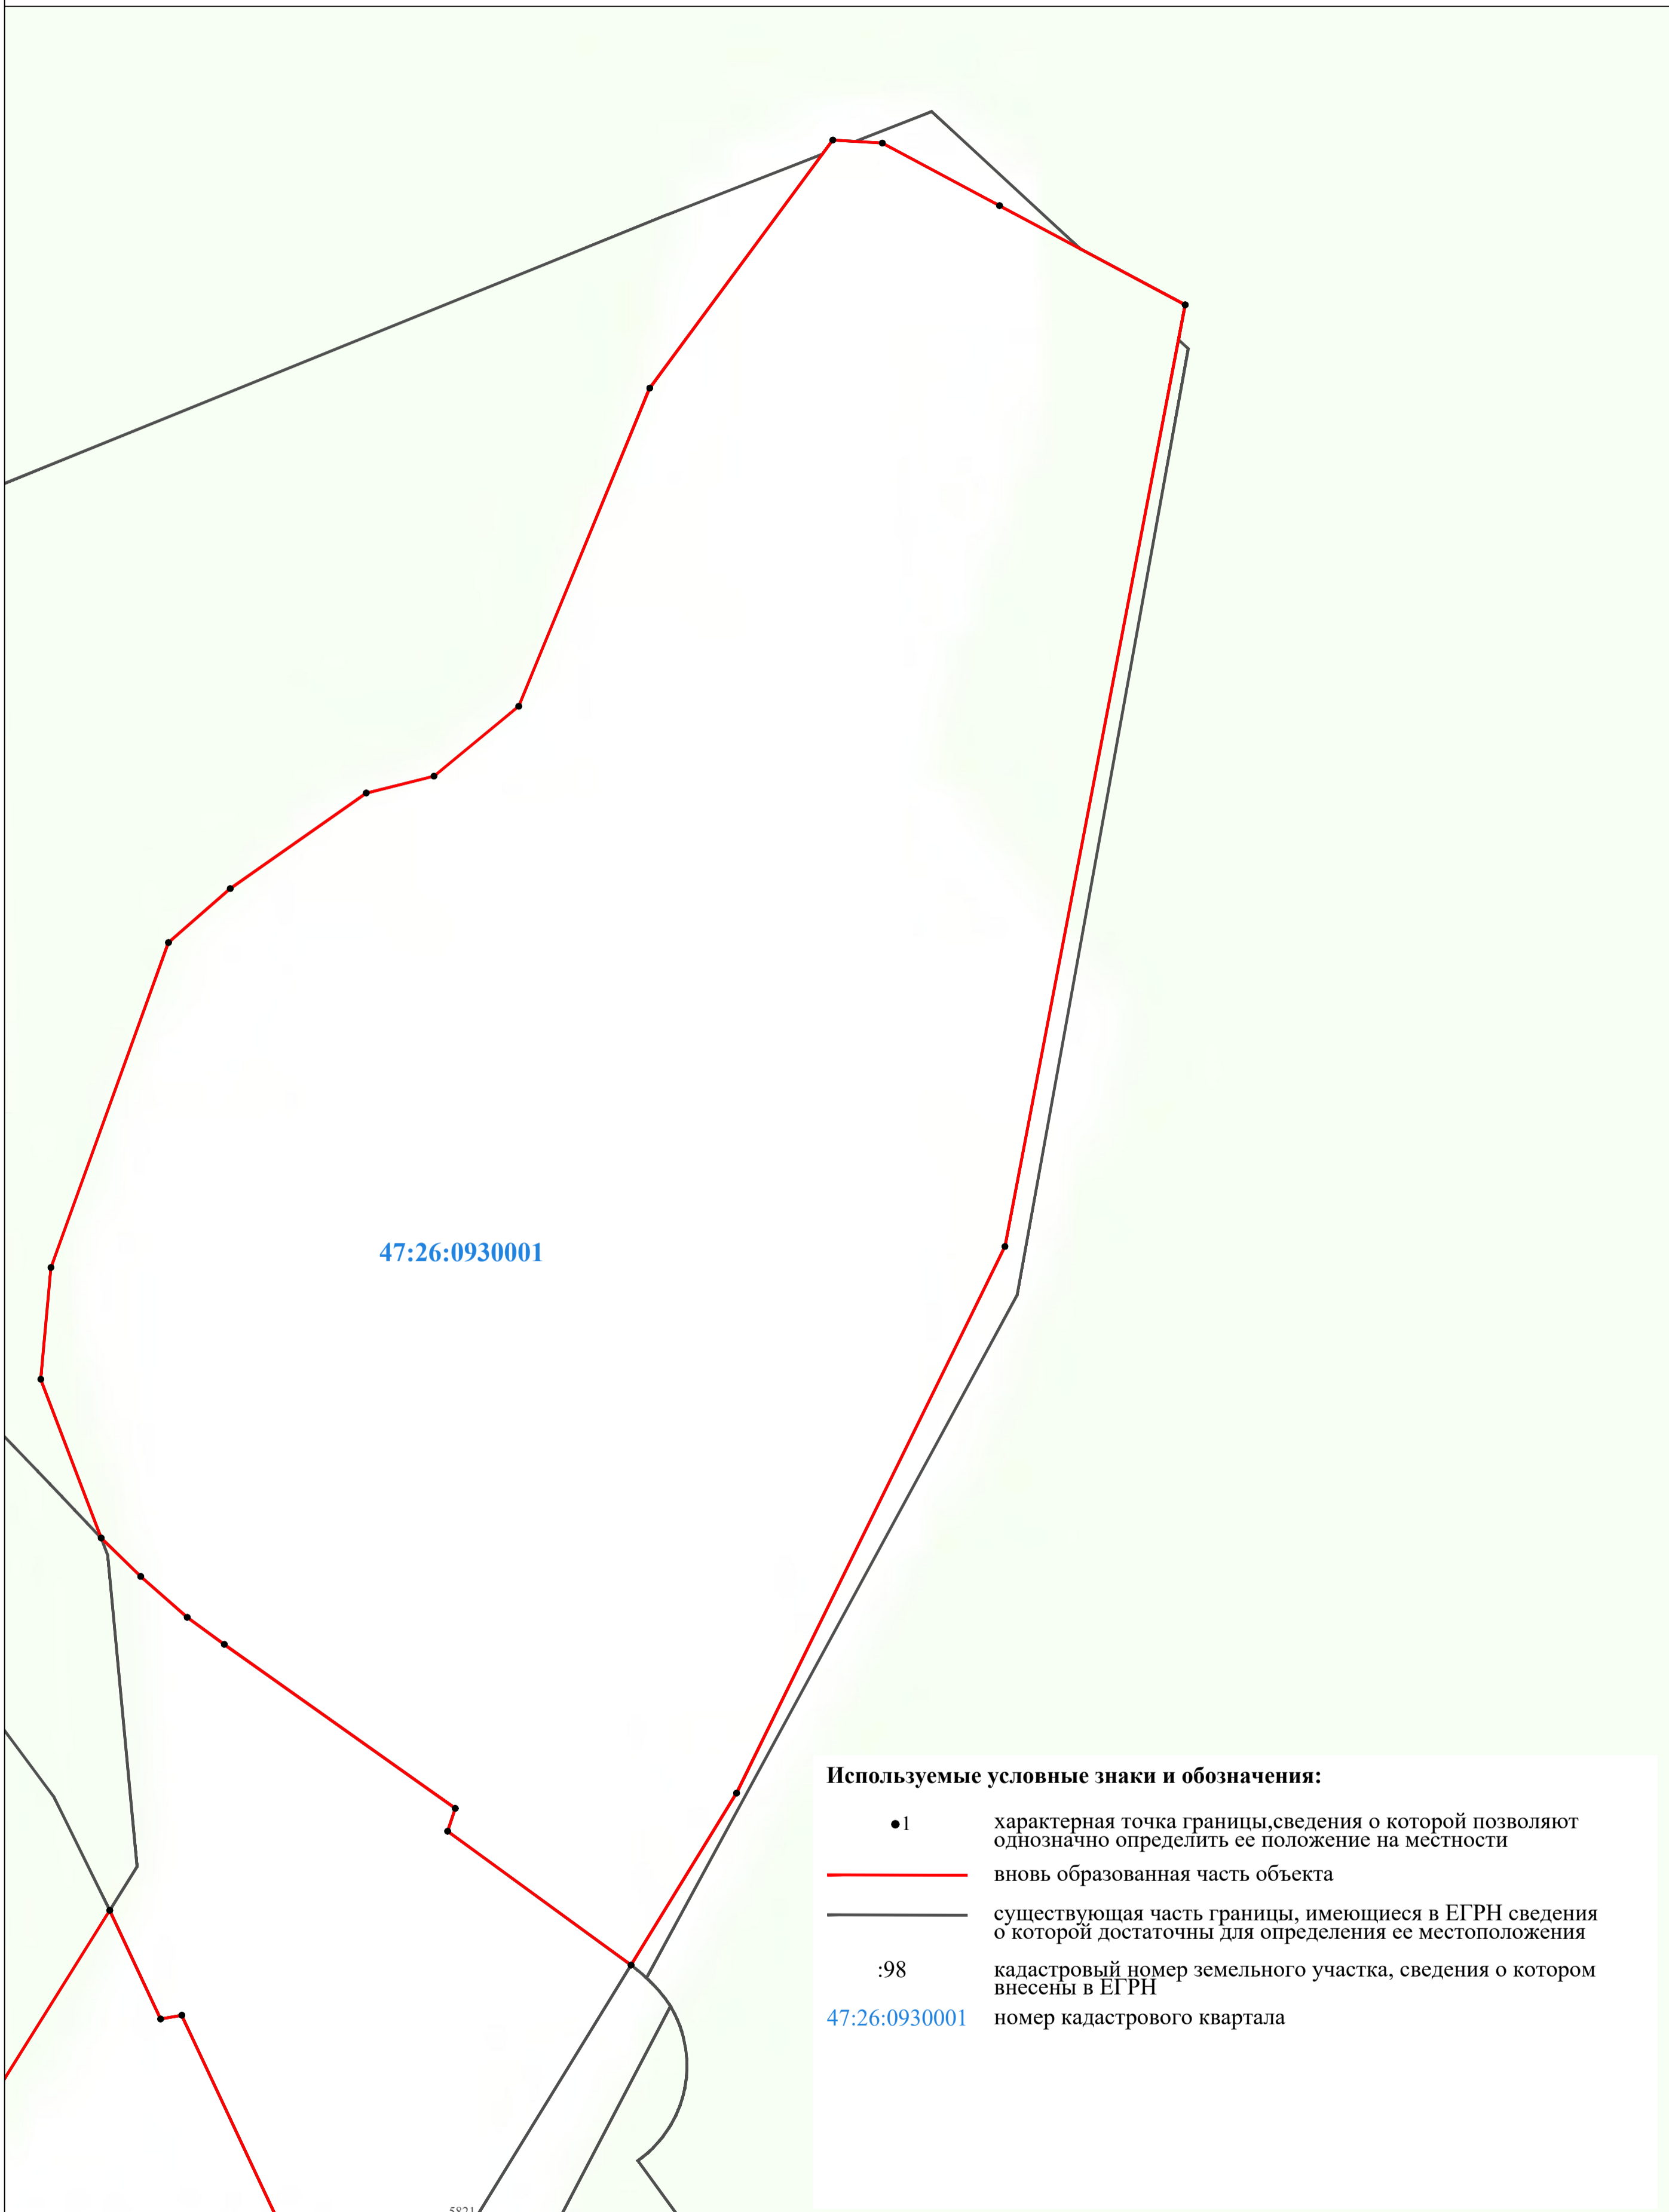 47:26:0930001
Используемые условные знаки и обозначения:
1 характерная точка границы,сведения о которой позволяют
однозначно определить ее положение на местности
вновь образованная часть объекта
существующая часть границы, имеющиеся в ЕГРН сведения
о которой достаточны для определения ее местоположения
:98 кадастровый номер земельного участка, сведения о котором
внесены в ЕГРН
47:26:0930001 номер кадастрового квартала